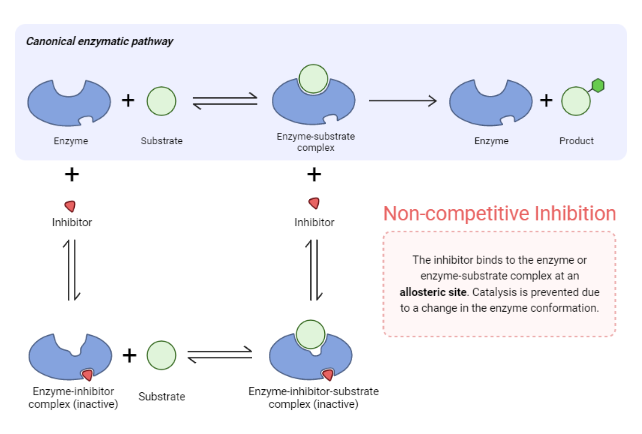 Canonical enzymatic pathway
+
+
Enzyme
Substrate
Enzyme-substrate
complex
Enzyme
Product
+
+
Inhibitor
Inhibitor
Non-competitive Inhibition
The inhibitor binds to the enzyme or
enzyme-substrate complex at an
allosteric site. Catalysis is prevented due
to a change in the enzyme conformation.
+
Enzyme-inhibitor
complex (inactive)
Substrate
Enzyme-inhibitor-substrate
complex (inactive)